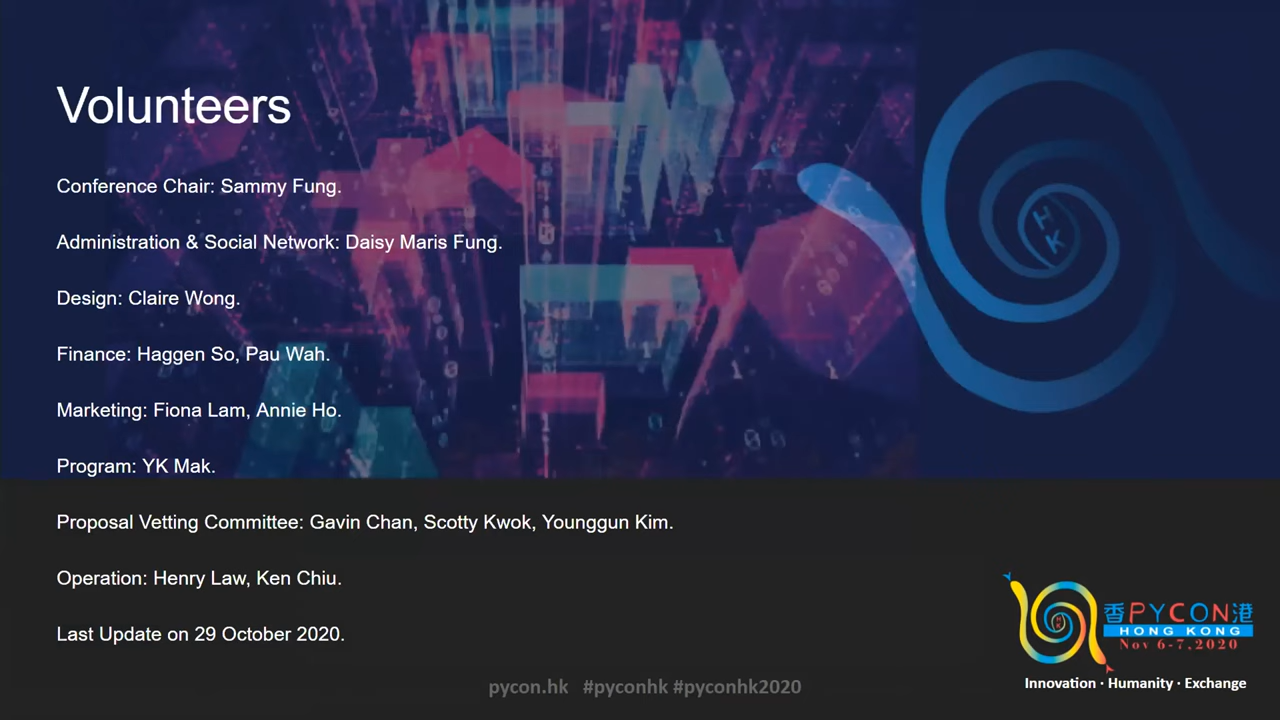 Volunteers
Conference Chair: Sammy Fung.
Administration & Social Network: Daisy Maris Fung.
Design: Claire Wong.
Finance: Haggen So, Pau Wah.
Marketing: Fiona Lam, Annie Ho.
Program: YK Mak.
Proposal Vetting Committee: Gavin Chan, Scotty Kwok, Younggun Kim.
Operation: Henry Law, Ken Chiu.
Last Update on 29 October 2020.
HK
香PYCON港
HONG KONG
Nov 6-7,2020
Innovation · Humanity · Exchange
pycon.hk #pyconhk #pyconhk2020